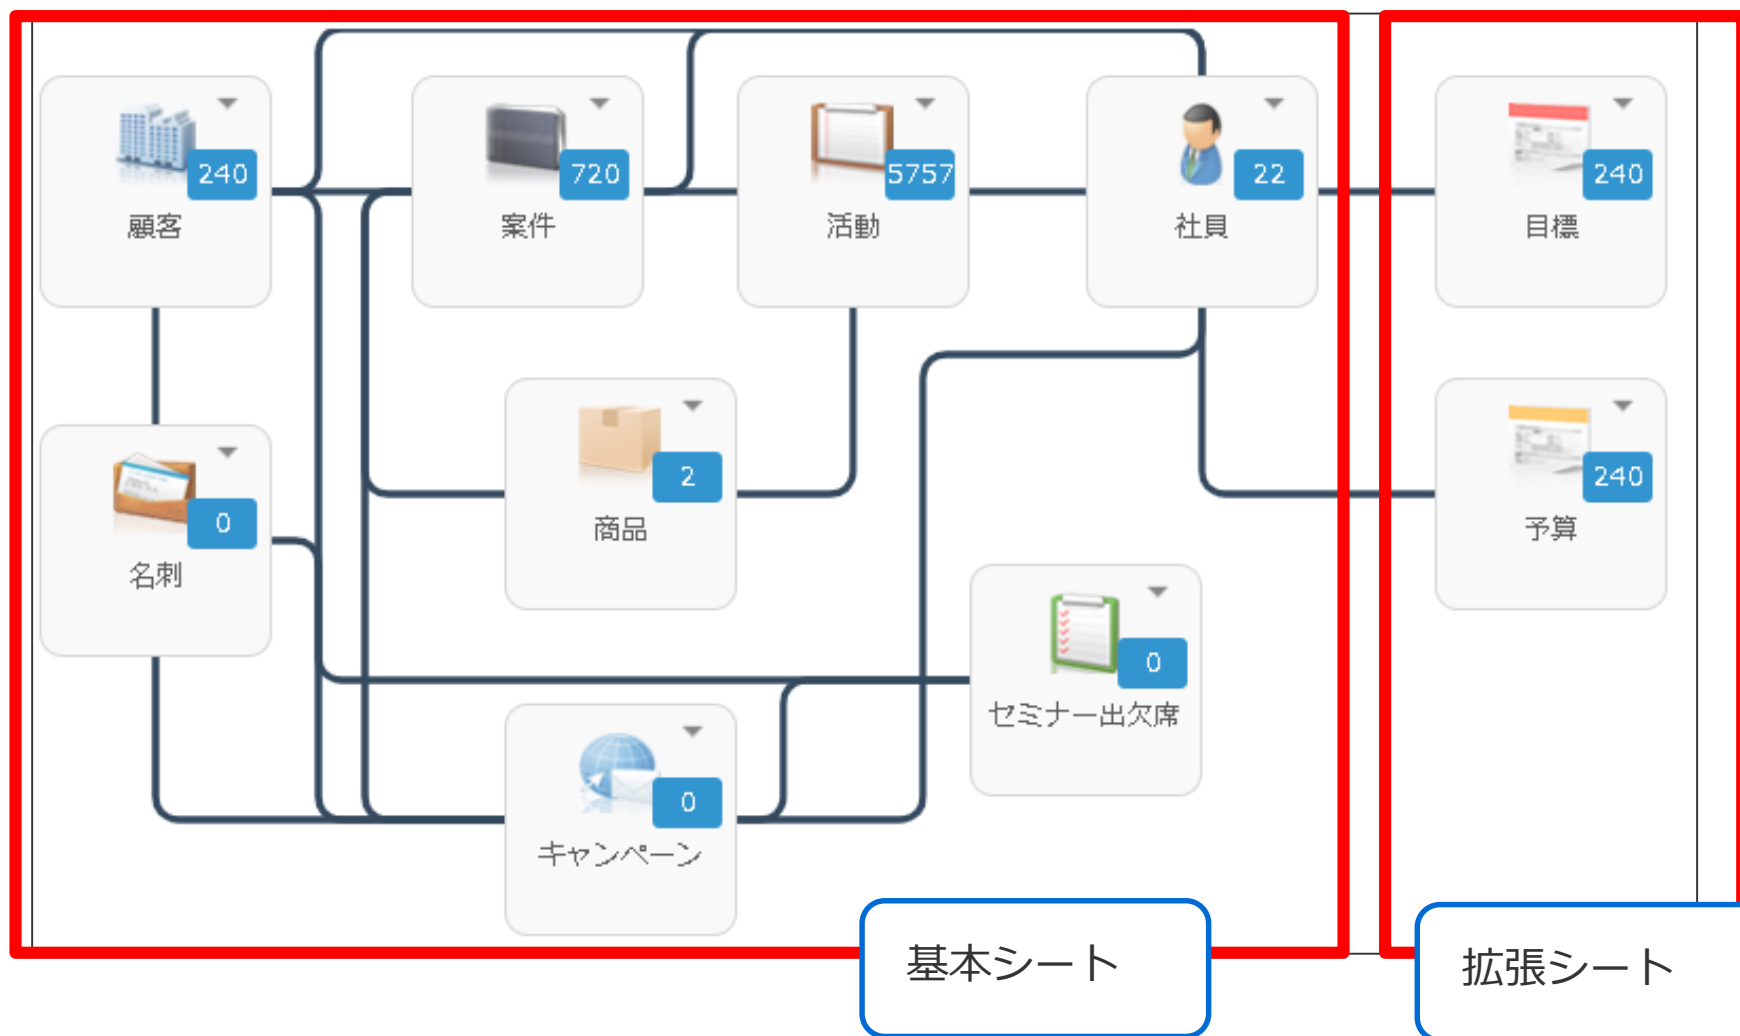 240
顧客
720
案件
5757
活動
22
社員
240
目標
2
商品
240
予算
0
名刺
0
セミナー出欠席
0
キャンペーン
基本シート
拡張シート